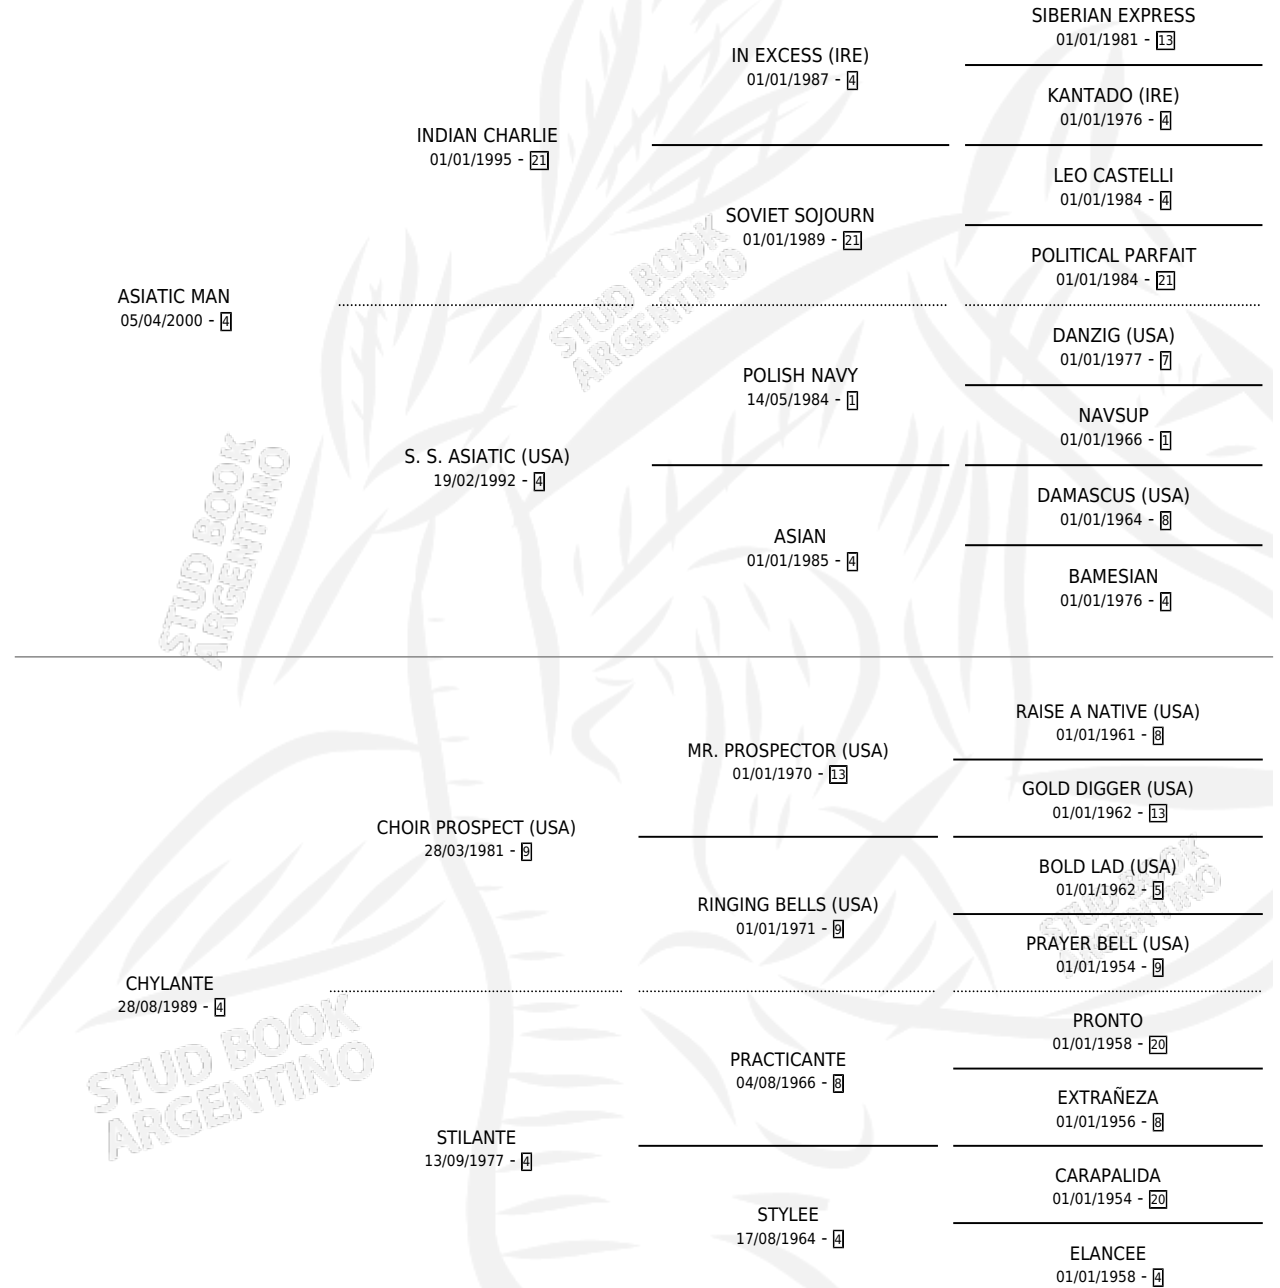 SIBERIAN EXPRESS
01/01/1981 - 13
IN EXCESS (IRE)
01/01/1987 - 4
KANTADO (IRE)
01/01/1976 - 4
INDIAN CHARLIE
01/01/1995 - 21
LEO CASTELLI
01/01/1984 - 4
SOVIET SOJOURN
01/01/1989 - 21
POLITICAL PARFAIT
01/01/1984 - 21
ASIATIC MAN
05/04/2000 - 4
STUD BOOK
ARGENTINO
DANZIG (USA)
01/01/1977 - 7
POLISH NAVY
14/05/1984 - 1
NAVSUP
01/01/1966 - 1
S. S. ASIATIC (USA)
19/02/1992 - 4
DAMASCUS (USA)
01/01/1964 - 8
ASIAN
01/01/1985 - 4
BAMESIAN
01/01/1976 - 4
STUD BOOK
ARGENTINO
RAISE A NATIVE (USA)
01/01/1961 - 8
MR. PROSPECTOR (USA)
01/01/1970 - 13
GOLD DIGGER (USA)
01/01/1962 - 13
CHOIR PROSPECT (USA)
28/03/1981 - 9
BOLD LAD (USA)
01/01/1962 - 5
RINGING BELLS (USA)
01/01/1971 - 9
PRAYER BELL (USA)
01/01/1954 - 9
STUD BOOK
ARGENTINO
CHYLANTE
28/08/1989 - 4
STUD BOOK
ARGENTINO
PRONTO
01/01/1958 - 20
PRACTICANTE
04/08/1966 - 8
EXTRAÑEZA
01/01/1956 - 8
STILANTE
13/09/1977 - 4
CARAPALIDA
01/01/1954 - 20
STYLEE
17/08/1964 - 4
ELANCEE
01/01/1958 - 4